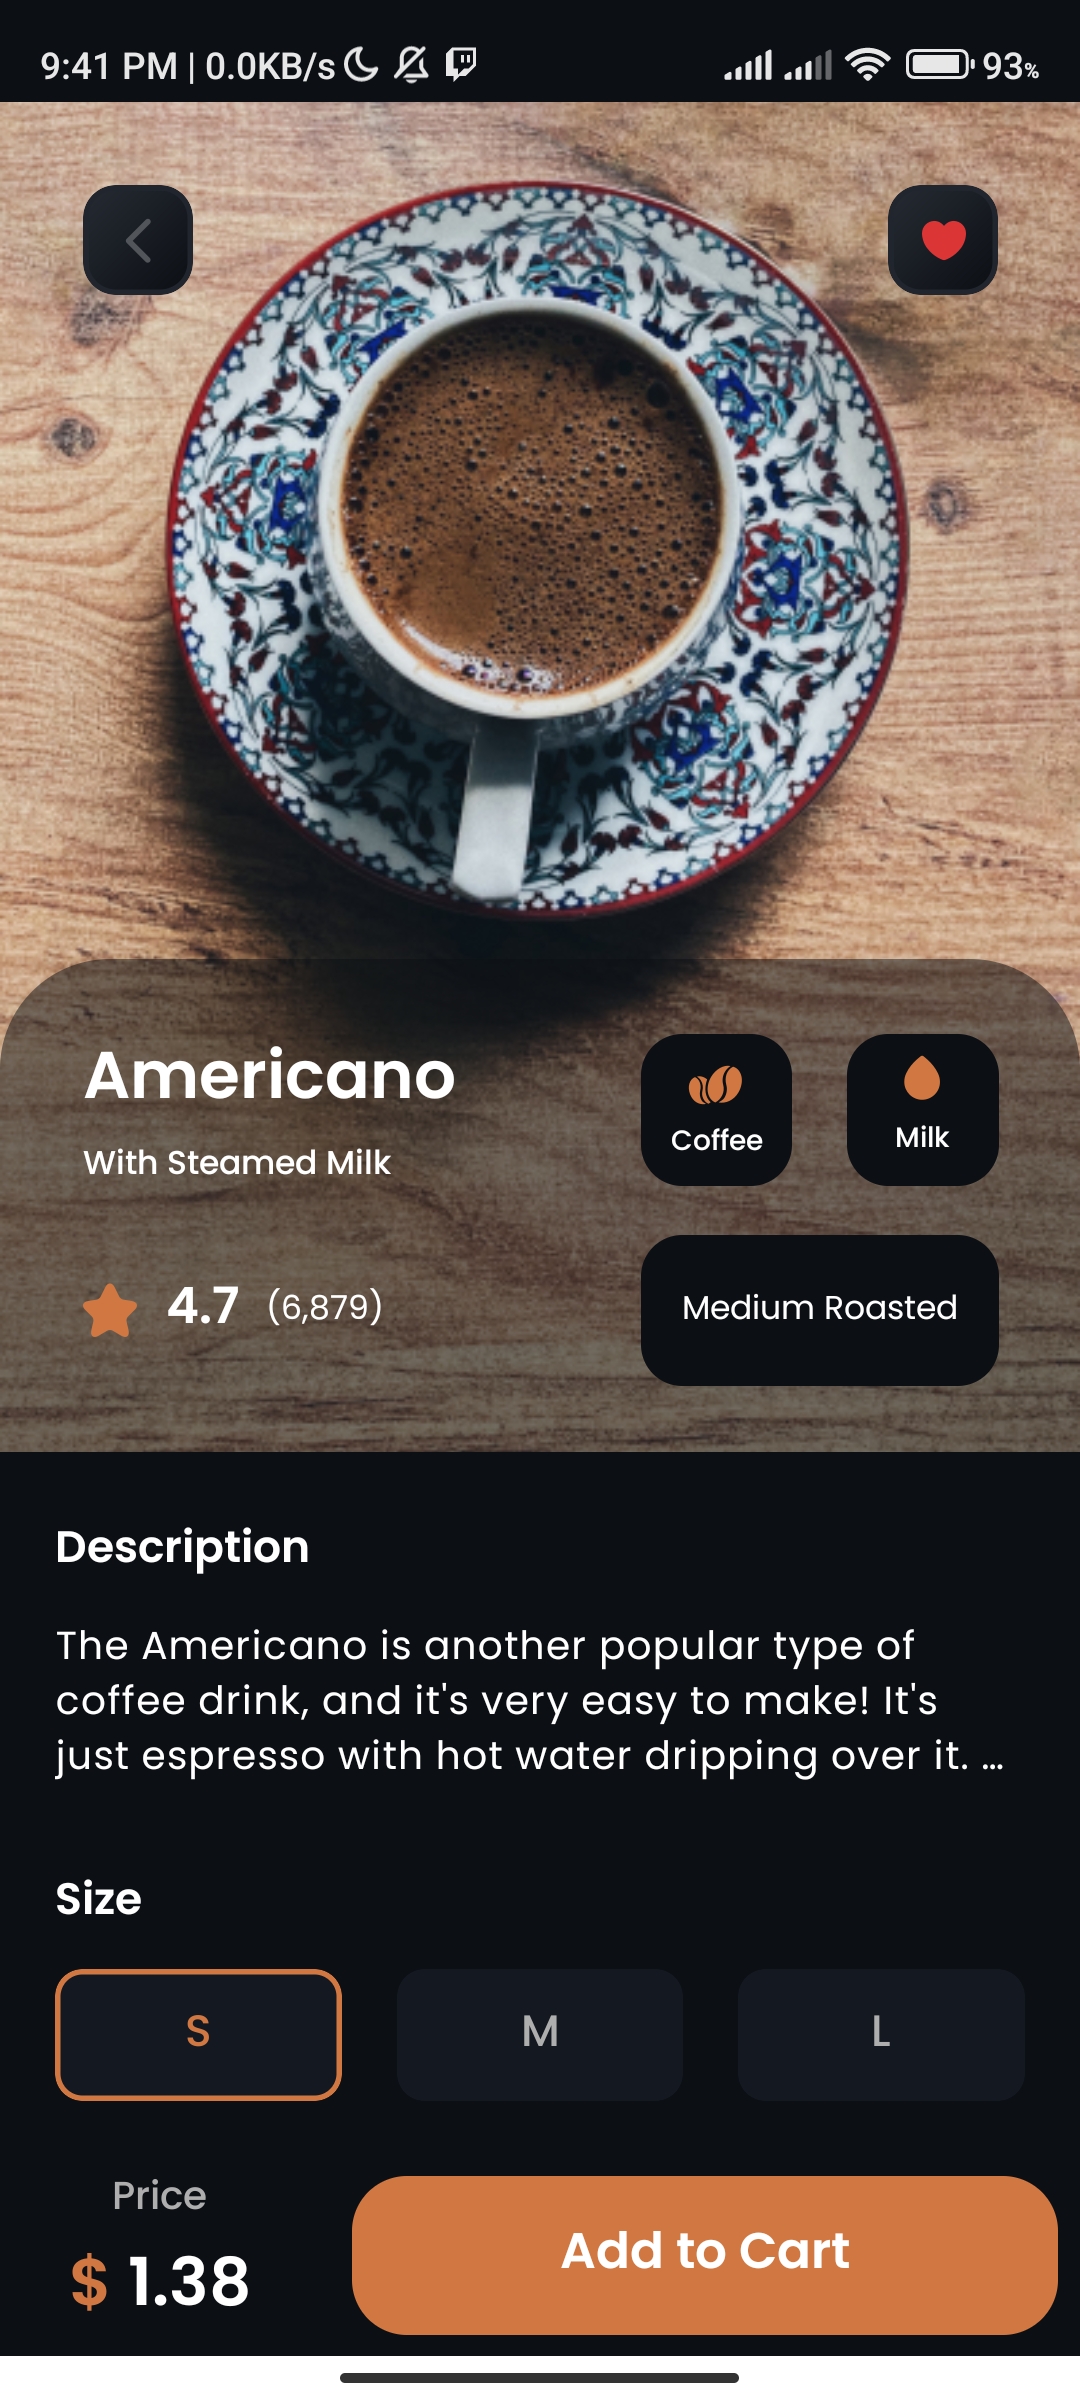 9:41 PM | 0.0KB/s 93%
Americano
With Steamed Milk
Coffee
Milk
4.7 (6,879)
Medium Roasted
Description
The Americano is another popular type of
coffee drink, and it's very easy to make! It's
just espresso with hot water dripping over it. ...
Size
S M L
Price
$ 1.38
Add to Cart